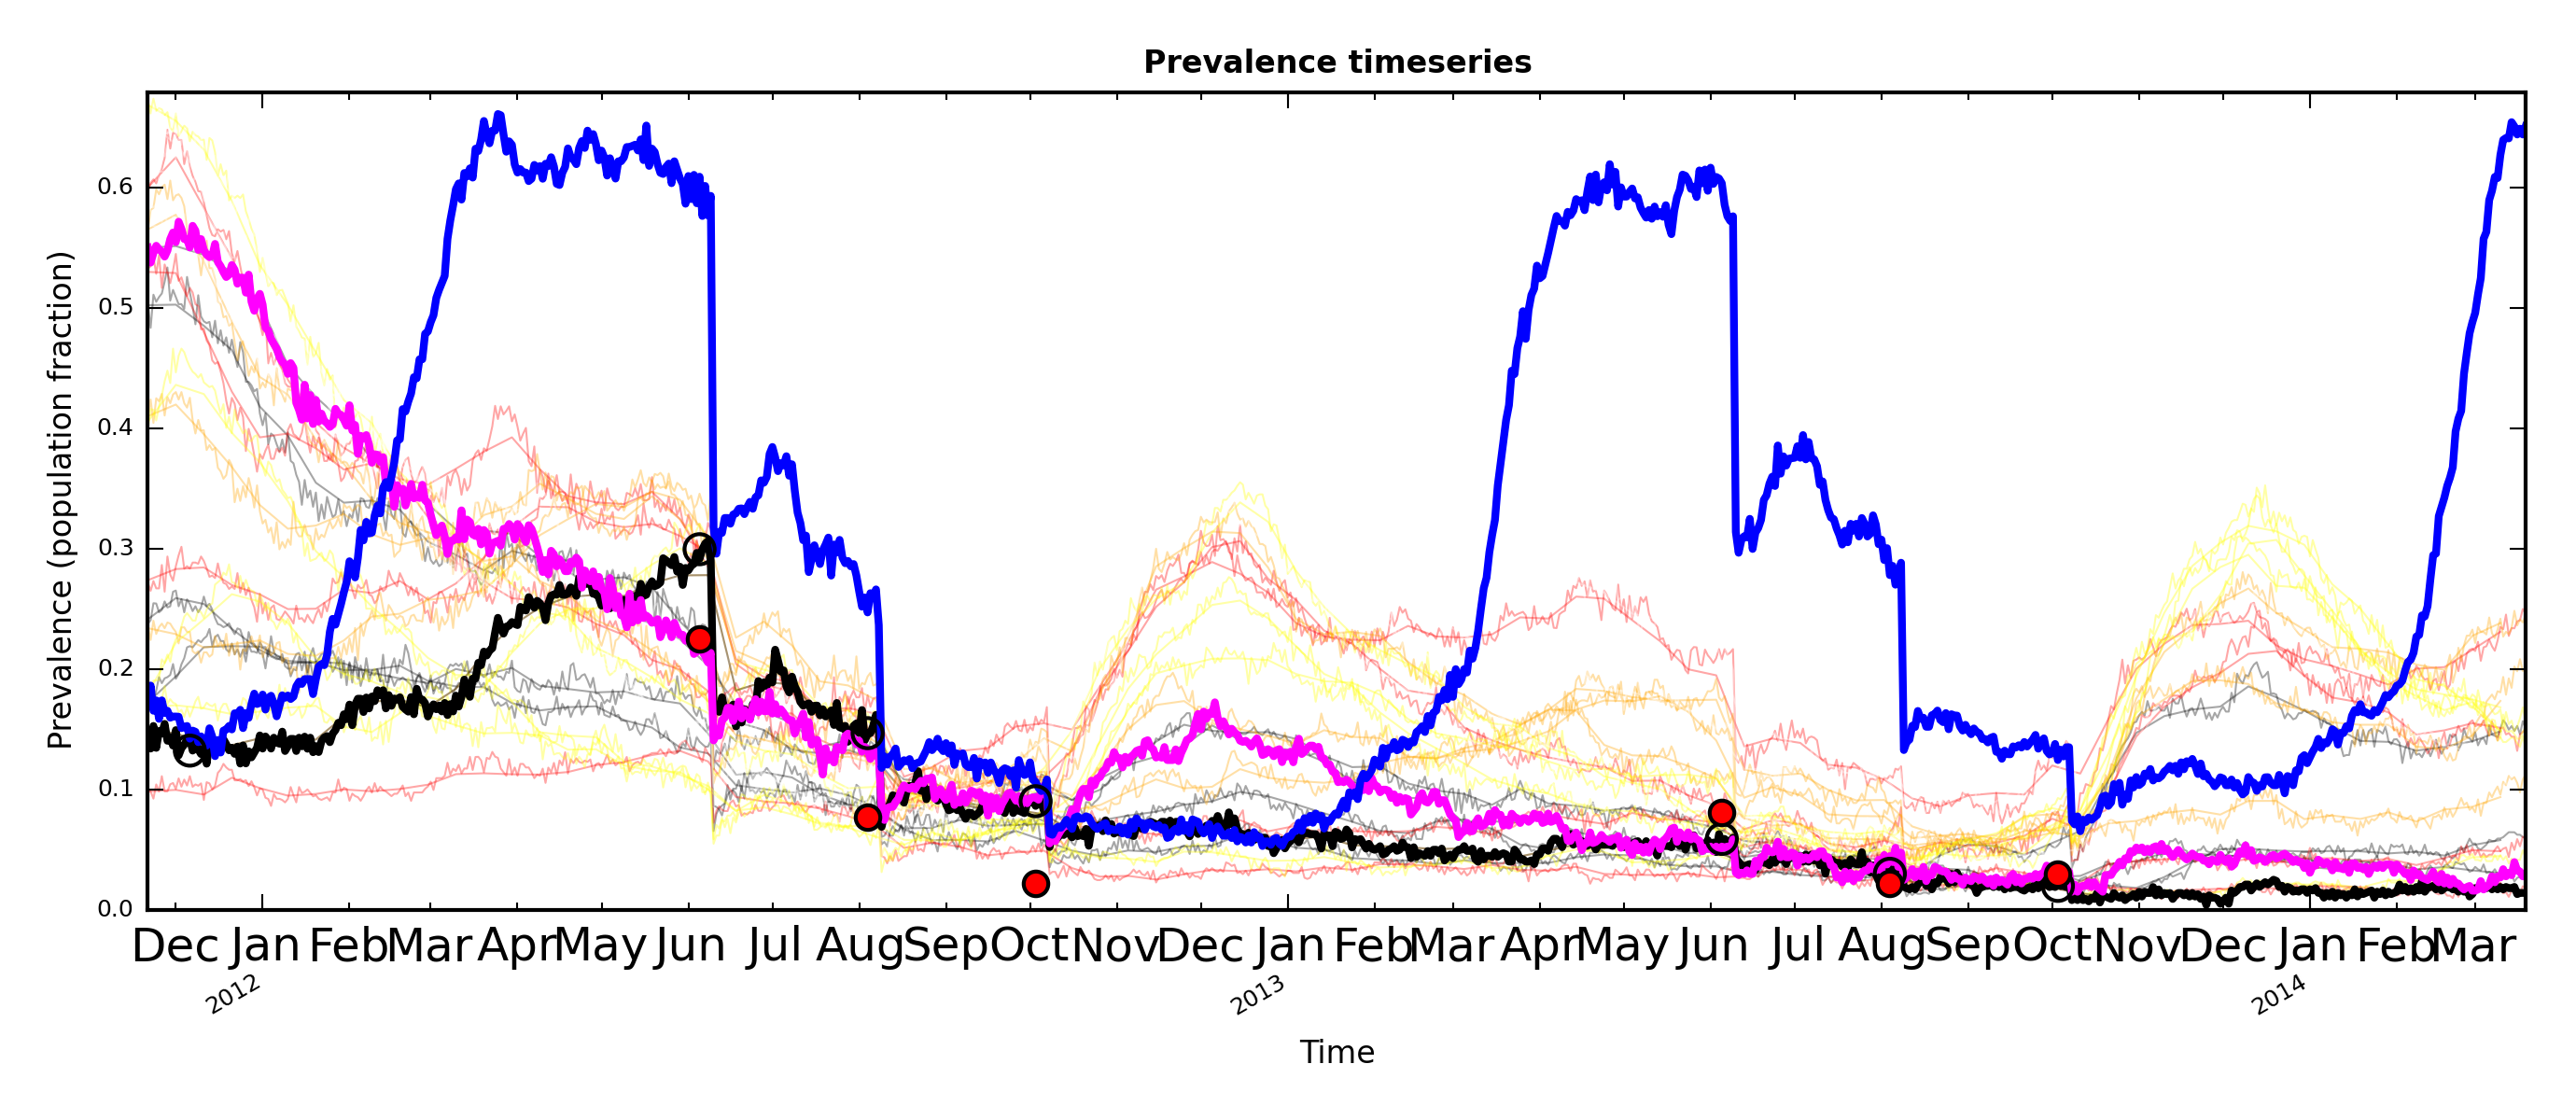 Prevalence timeseries
Prevalence (population fraction)
0.6
0.5
0.4
0.3
0.2
0.1
0.0
Dec Jan Feb Mar Apr May Jun Jul Aug Sep Oct Nov Dec Jan Feb Mar Apr May Jun Jul Aug Sep Oct Nov Dec Jan Feb Mar
2012 2013 2014
Time